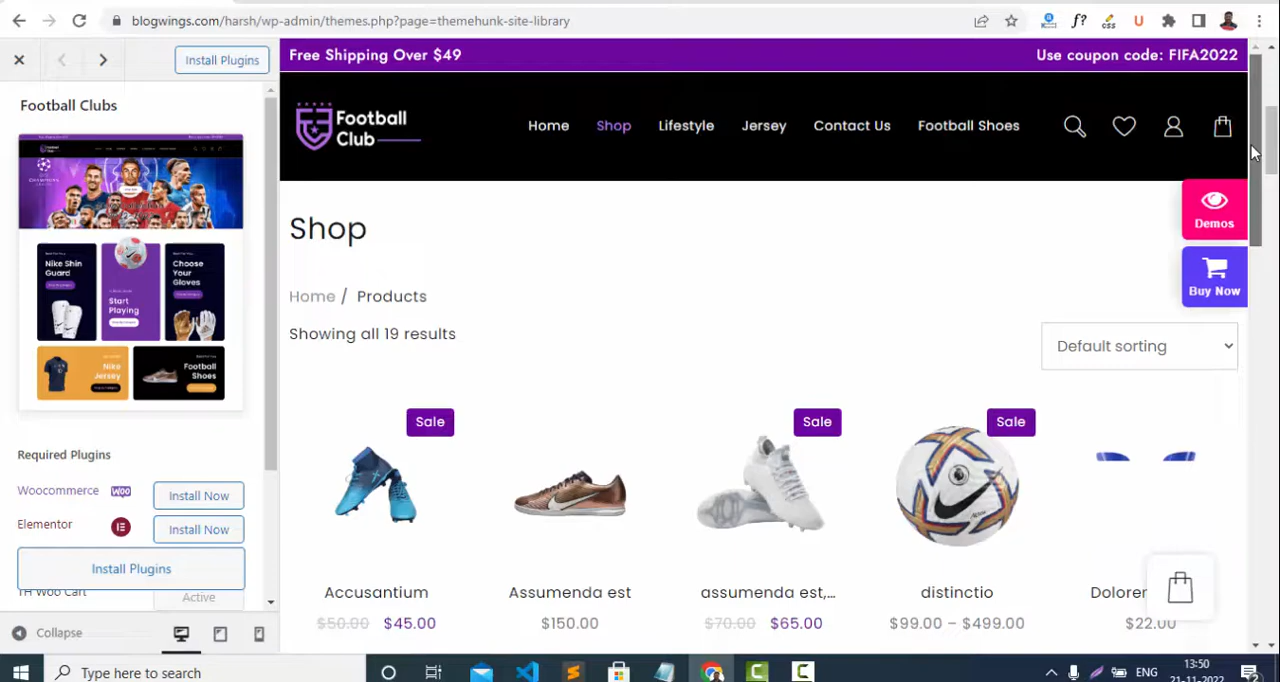 blogwings.com/harsh/wp-admin/themes.php?page=themehunk-site-library
Install Plugins
Football Clubs
Nike Shin Guard
Start Playing
Choose Your Gloves
Nike Jersey
Football Shoes
Required Plugins
Woocommerce
WOO
Install Now
Elementor
Install Now
Install Plugins
TH Woo Cart
Active
Collapse
Free Shipping Over $49
Use coupon code: FIFA2022
Football Club
Home
Shop
Lifestyle
Jersey
Contact Us
Football Shoes
Demos
Buy Now
Shop
Home / Products
Showing all 19 results
Default sorting
Sale
Sale
Sale
Accusantium
Assumenda est
assumenda est,...
distinctio
$50.00 $45.00
$150.00
$70.00 $65.00
$99.00 – $499.00
$22.00
Type here to search
ENG
13:50
21-11-2022